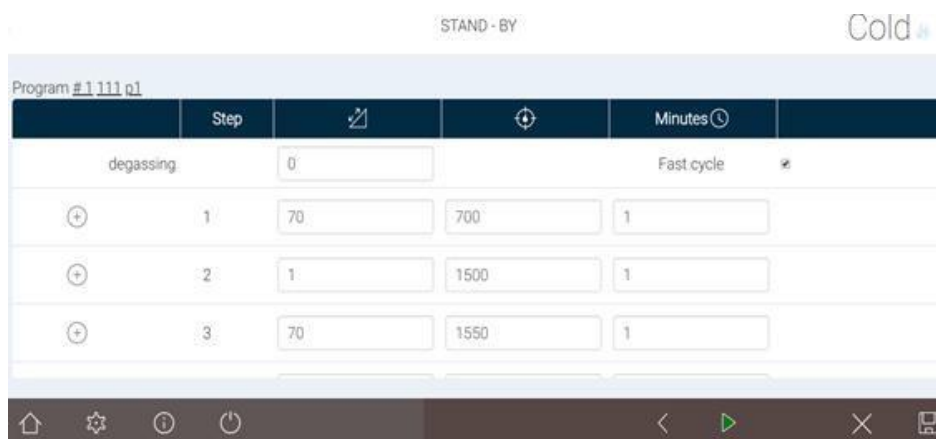 STAND - BY
Cold
Program # 1 111 p1
Step Minutes
degassing 0 Fast cycle
1 70 700 1
2 1 1500 1
3 70 1550 1